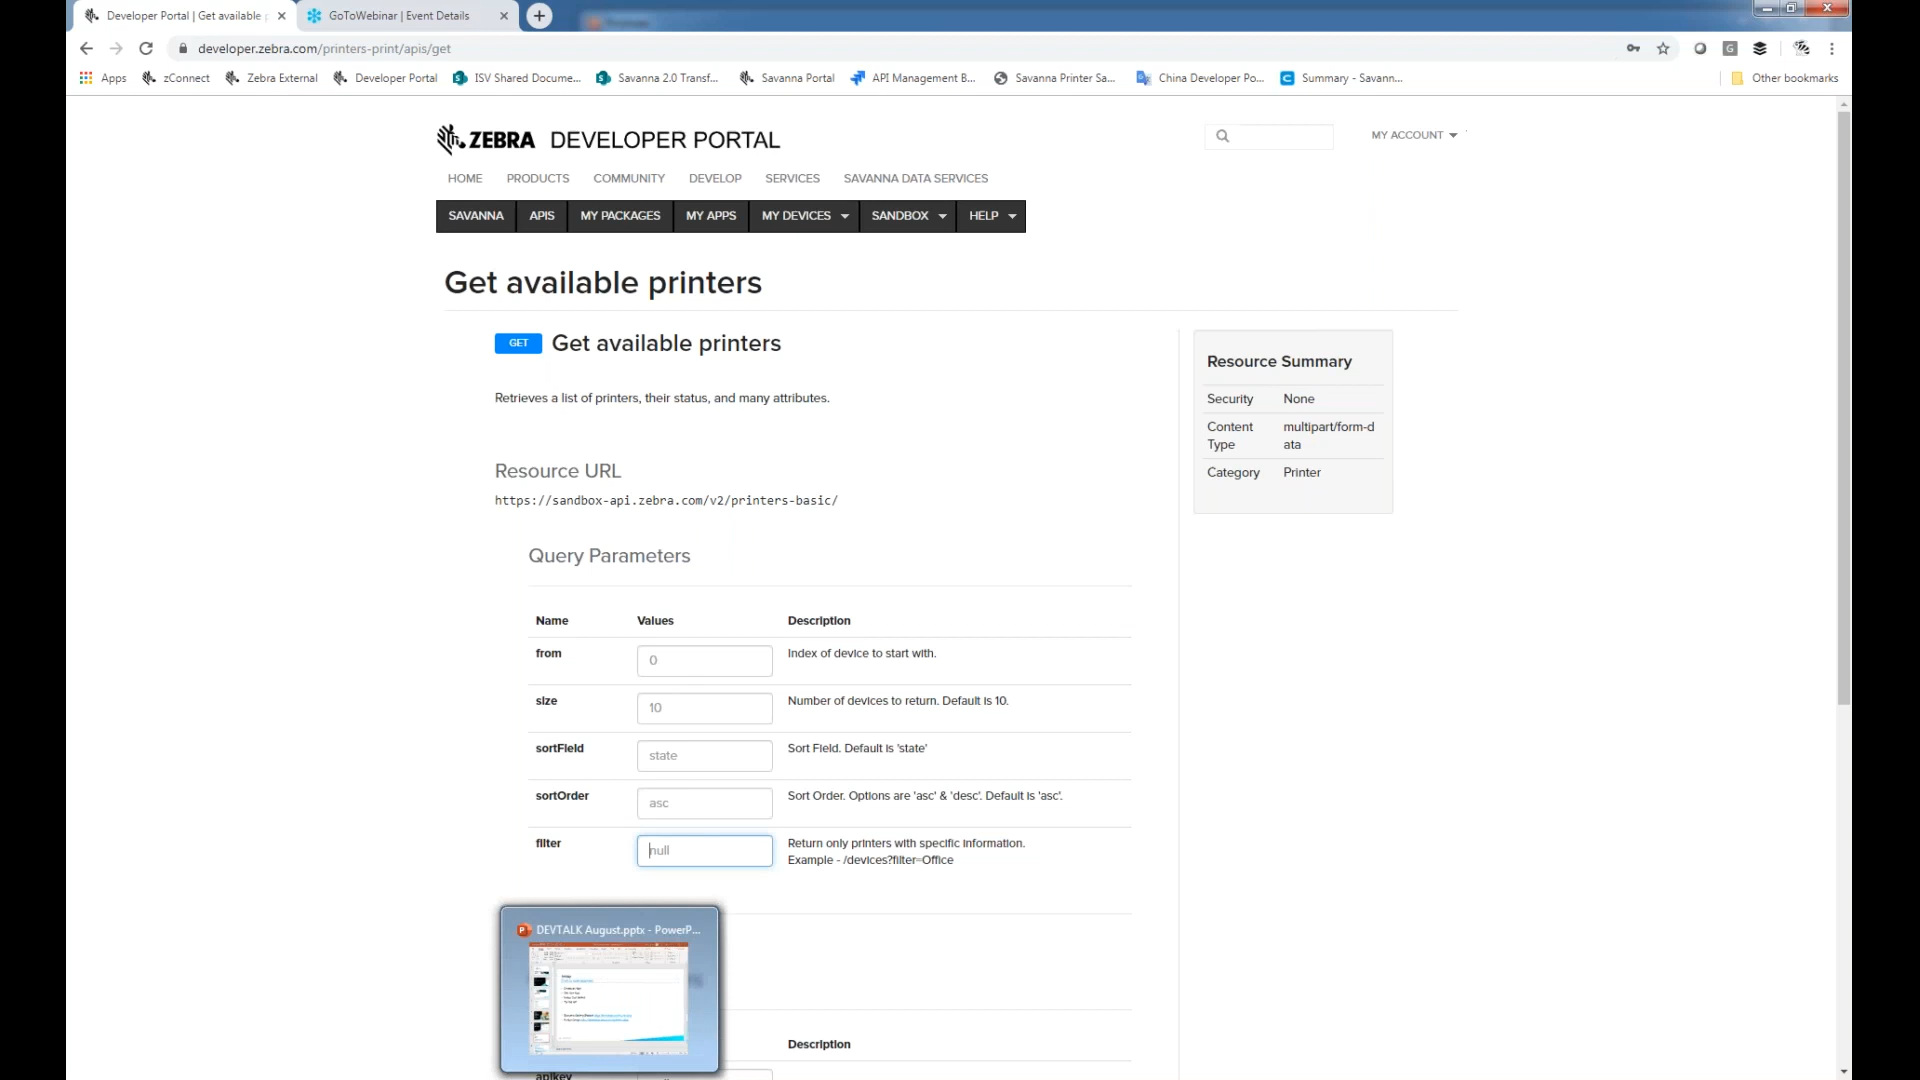 Developer Portal | Get available p
GoToWebinar | Event Details
developer.zebra.com/printers-print/apis/get
Apps
zConnect
Zebra External
Developer Portal
ISV Shared Docume...
Savanna 2.0 Transf...
Savanna Portal
API Management B...
Savanna Printer Sa...
China Developer Po...
Summary - Savann...
Other bookmarks
ZEBRA DEVELOPER PORTAL
MY ACCOUNT
HOME PRODUCTS COMMUNITY DEVELOP SERVICES SAVANNA DATA SERVICES
SAVANNA APIS MY PACKAGES MY APPS MY DEVICES SANDBOX HELP
Get available printers
GET Get available printers
Retrieves a list of printers, their status, and many attributes.
Resource Summary
Security None
Content Type multipart/form-data
Category Printer
Resource URL
https://sandbox-api.zebra.com/v2/printers-basic/
Query Parameters
Name Values Description
from 0 Index of device to start with.
size 10 Number of devices to return. Default is 10.
sortField state Sort Field. Default is 'state'
sortOrder asc Sort Order. Options are 'asc' & 'desc'. Default is 'asc'.
filter null Return only printers with specific information.
Example - /devices?filter=Office
DEVTALK August.pptx - PowerP...
Description
apikey